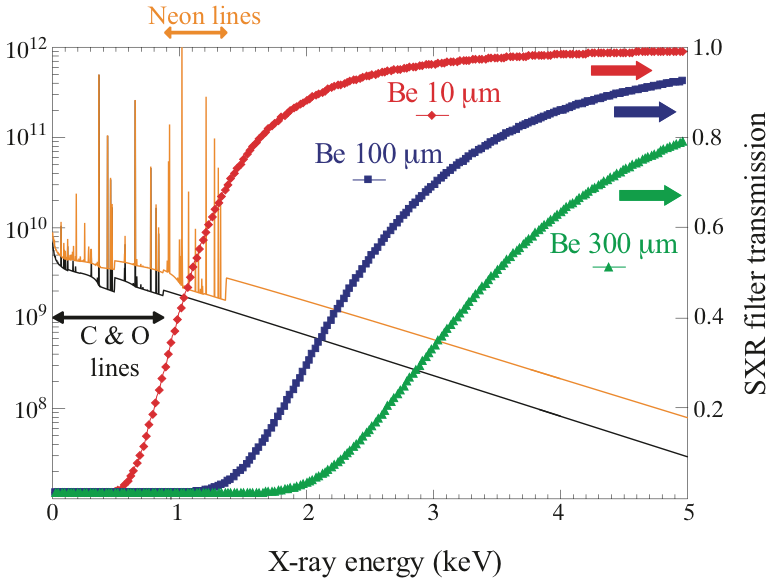 Neon lines
10¹²
10¹¹
10¹⁰
10⁹
10⁸
1.0
0.8
0.6
0.4
0.2
SXR filter transmission
Be 10 µm
Be 100 µm
Be 300 µm
C & O
lines
0
1
2
3
4
5
X-ray energy (keV)